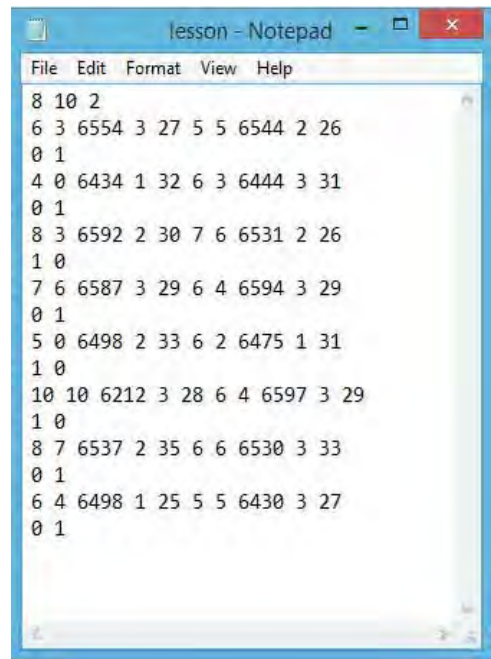 lesson - Notepad
File Edit Format View Help
8 10 2
6 3 6554 3 27 5 5 6544 2 26
0 1
4 0 6434 1 32 6 3 6444 3 31
0 1
8 3 6592 2 30 7 6 6531 2 26
1 0
7 6 6587 3 29 6 4 6594 3 29
0 1
5 0 6498 2 33 6 2 6475 1 31
1 0
10 10 6212 3 28 6 4 6597 3 29
1 0
8 7 6537 2 35 6 6 6530 3 33
0 1
6 4 6498 1 25 5 5 6430 3 27
0 1